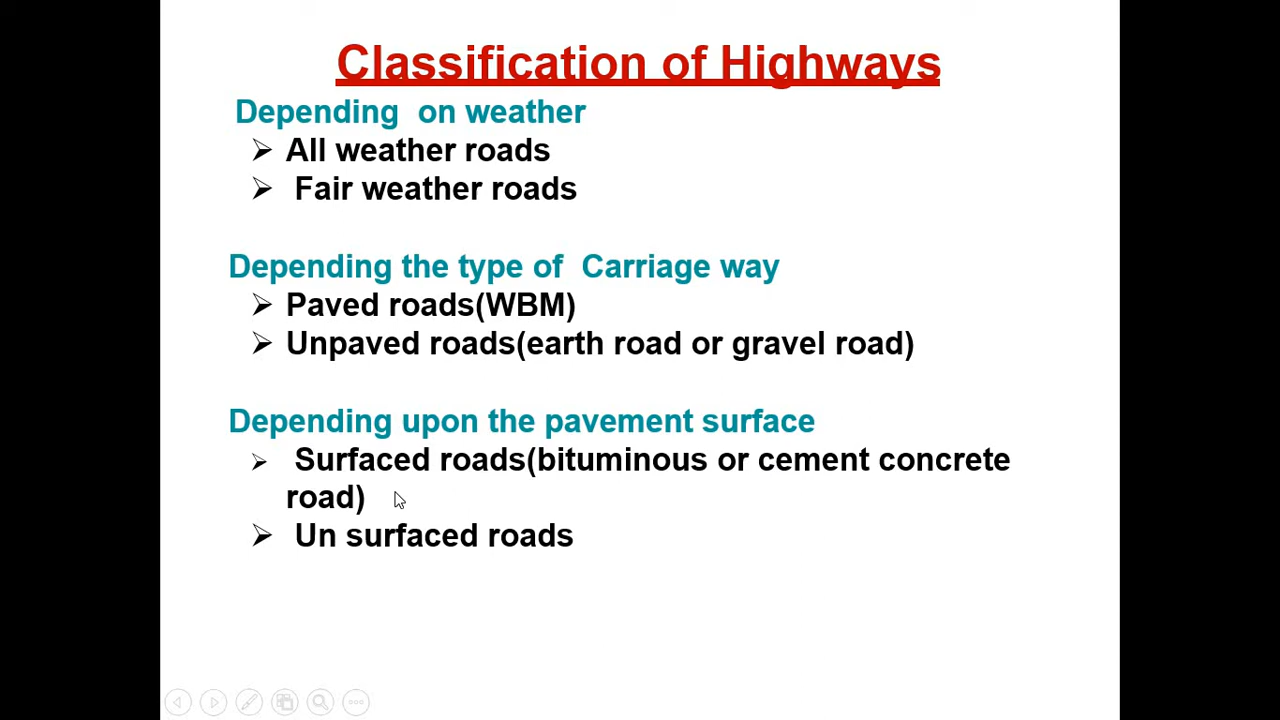 Classification of Highways
Depending on weather
➢ All weather roads
➢ Fair weather roads
Depending the type of Carriage way
➢ Paved roads(WBM)
➢ Unpaved roads(earth road or gravel road)
Depending upon the pavement surface
➢ Surfaced roads(bituminous or cement concrete
road)
➢ Un surfaced roads